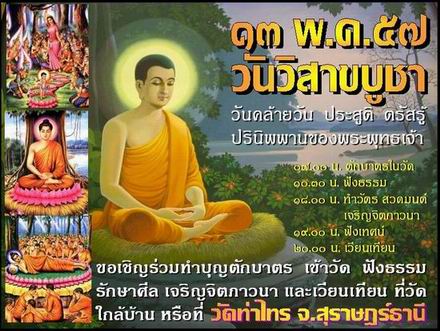 ๑๓ พ.ค.๕๗
วันวิสาขบูชา
วันคล้ายวัน ประสูติ ตรัสรู้
ปรินิพพานของพระพุทธเจ้า
น. ตักบาตรในวัด
๑๐.๓๐ น. ฟังธรรม
๑๘.๐๐ น. ทำวัตร สวดมนต์
เจริญจิตภาวนา
๑๙.๐๐ น. ฟังเทศน์
๒๐.๐๐ น. เวียนเทียน
ขอเชิญร่วมทำบุญตักบาตร เข้าวัด ฟังธรรม
รักษาศีล เจริญจิตภาวนา และเวียนเทียน ที่วัด
ใกล้บ้าน หรือที่ วัดท่าไทร จ.สุราษฎร์ธานี